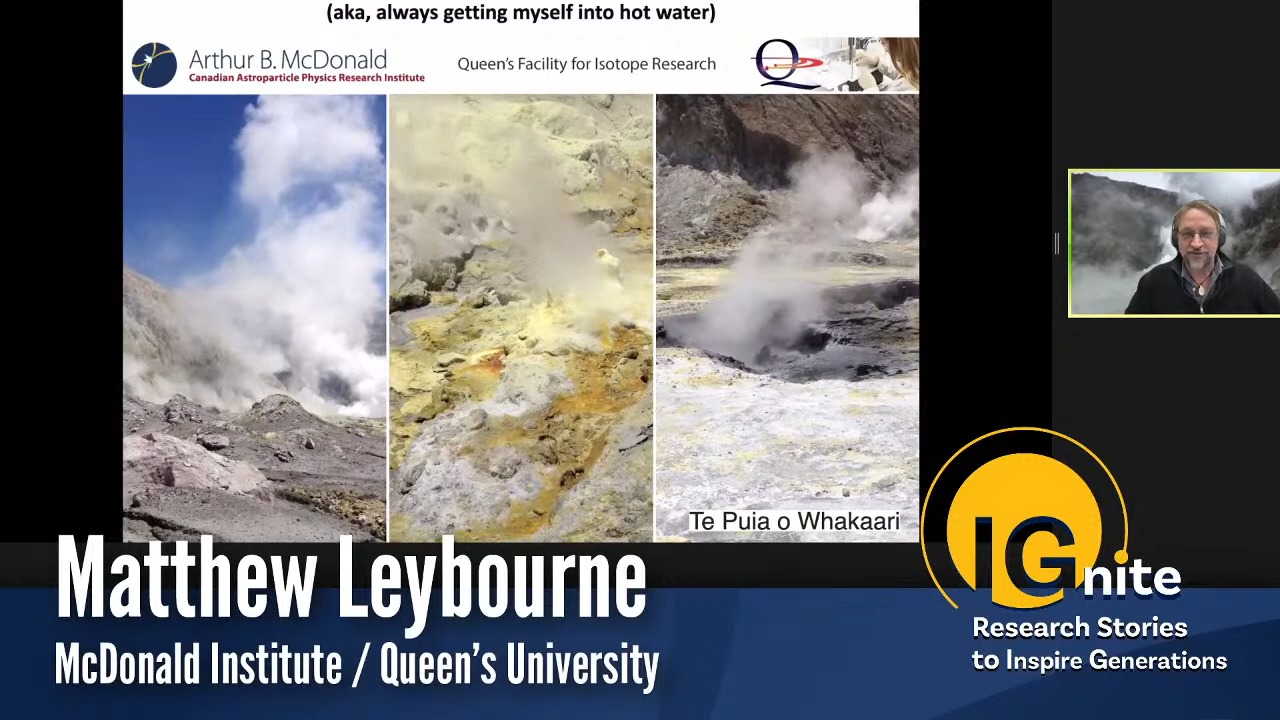 (aka, always getting myself into hot water)
Arthur B. McDonald
Canadian Astroparticle Physics Research Institute
Queen's Facility for Isotope Research
Q
Te Puia o Whakaari
Matthew Leybourne
McDonald Institute / Queen's University
IGnite
Research Stories
to Inspire Generations